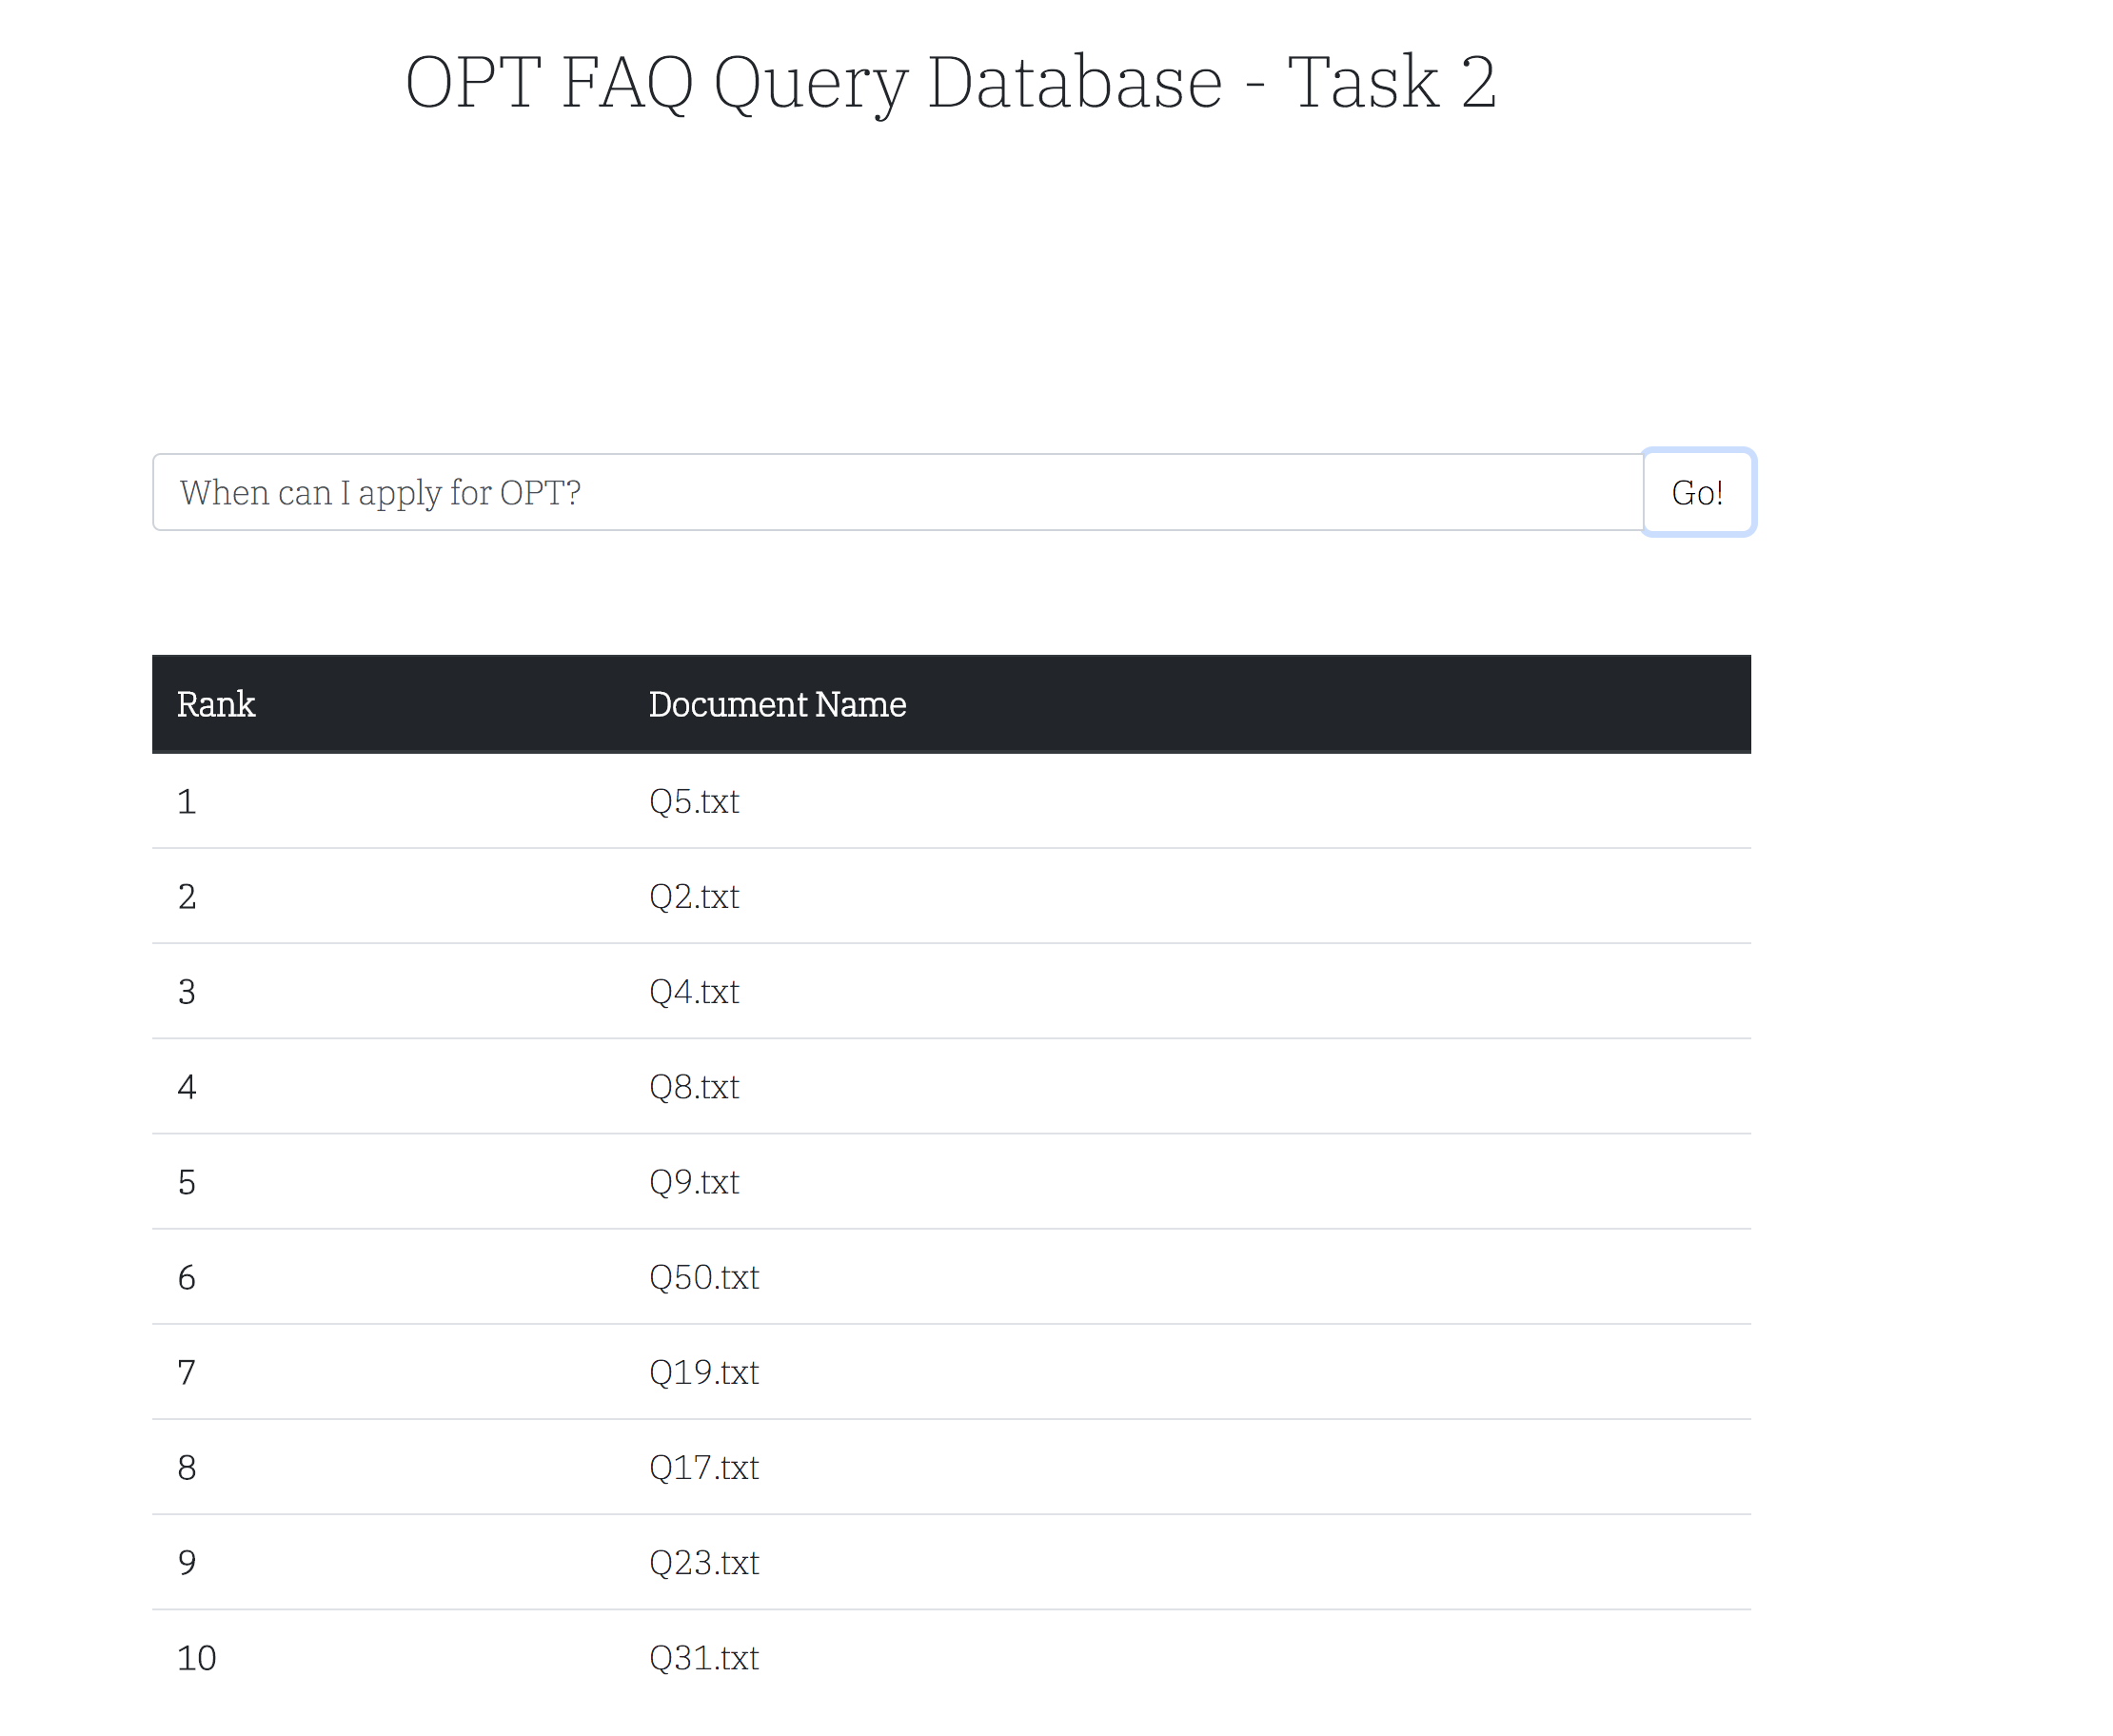 OPT FAQ Query Database - Task 2
When can I apply for OPT? Go!
Rank Document Name
1 Q5.txt
2 Q2.txt
3 Q4.txt
4 Q8.txt
5 Q9.txt
6 Q50.txt
7 Q19.txt
8 Q17.txt
9 Q23.txt
10 Q31.txt